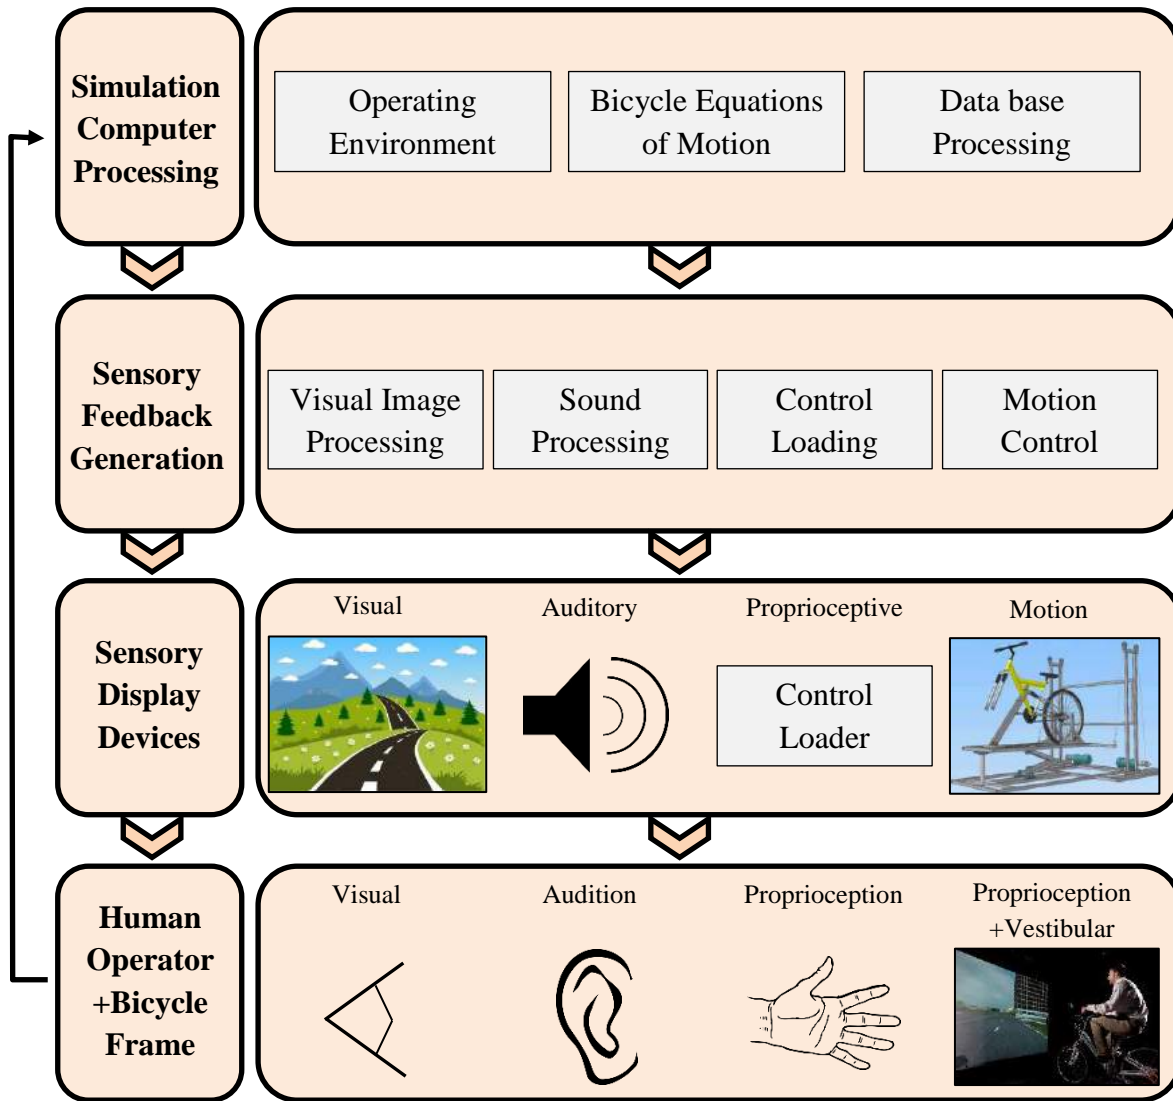 Simulation
Computer
Processing
Operating
Environment
Bicycle Equations
of Motion
Data base
Processing
Sensory
Feedback
Generation
Visual Image
Processing
Sound
Processing
Control
Loading
Motion
Control
Sensory
Display
Devices
Visual
Auditory
Proprioceptive
Motion
Control
Loader
Human
Operator
+Bicycle
Frame
Visual
Audition
Proprioception
Proprioception
+Vestibular